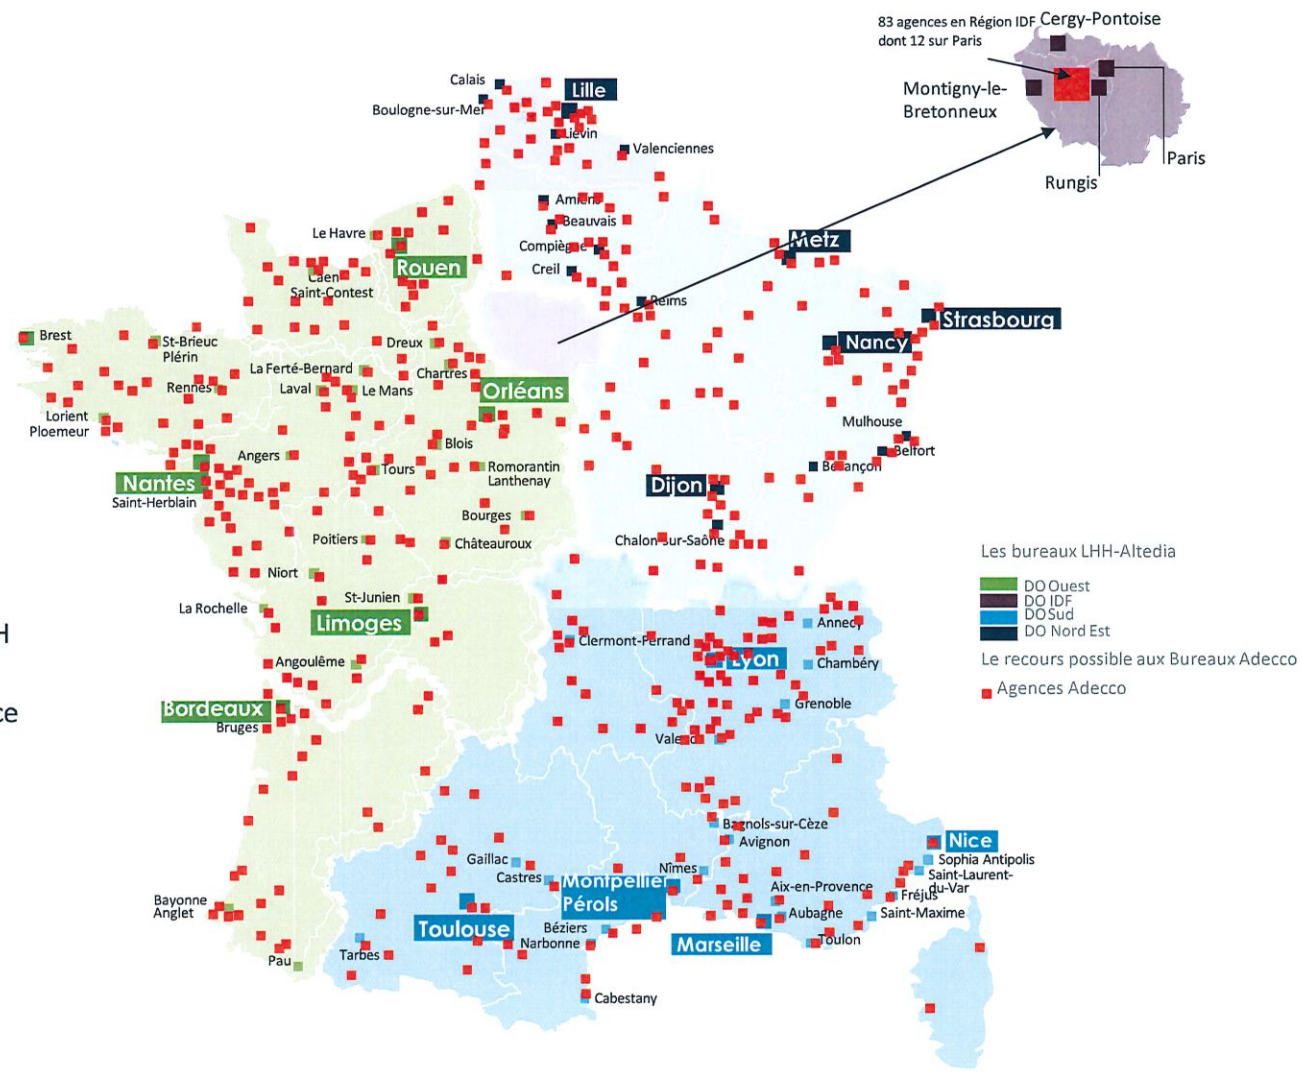 83 agences en Région IDF
dont 12 sur Paris
Cergy-Pontoise
Montigny-le-
Bretonneux
Paris
Rungis
Calais
Lille
Boulogne-sur-Mer
Liévin
Valenciennes
Amiens
Beauvais
Le Havre
Metz
Compiègne
Rouen
Creil
Caen
Saint-Contest
Reims
Strasbourg
Brest
St-Brieuc
Plérin
Dreux
Nancy
La Ferté-Bernard
Chartres
Rennes
Laval
Le Mans
Orléans
Lorient
Ploemeur
Mulhouse
Blois
Belfort
Angers
Besançon
Tours
Romorantin
Lanthenay
Nantes
Dijon
Saint-Herblain
Bourges
Poitiers
Châteauroux
Chalon-sur-Saône
Les bureaux LHH-Altedia
Niort
DO Ouest
DO IDF
DO Sud
DO Nord Est
St-Junien
La Rochelle
Limoges
Annecy
H
Clermont-Ferrand
Le recours possible aux Bureaux Adecco
Lyon
Angoulême
Chambéry
Agences Adecco
Grenoble
Bordeaux
ce
Bruges
Valence
Bagnols-sur-Cèze
Avignon
Nice
Gaillac
Sophia Antipolis
Nîmes
Saint-Laurent-
du-Var
Castres
Montpellier
Pérols
Aix-en-Provence
Fréjus
Bayonne
Anglet
Aubagne
Saint-Maxime
Toulouse
Béziers
Narbonne
Marseille
Toulon
Tarbes
Pau
Cabestany